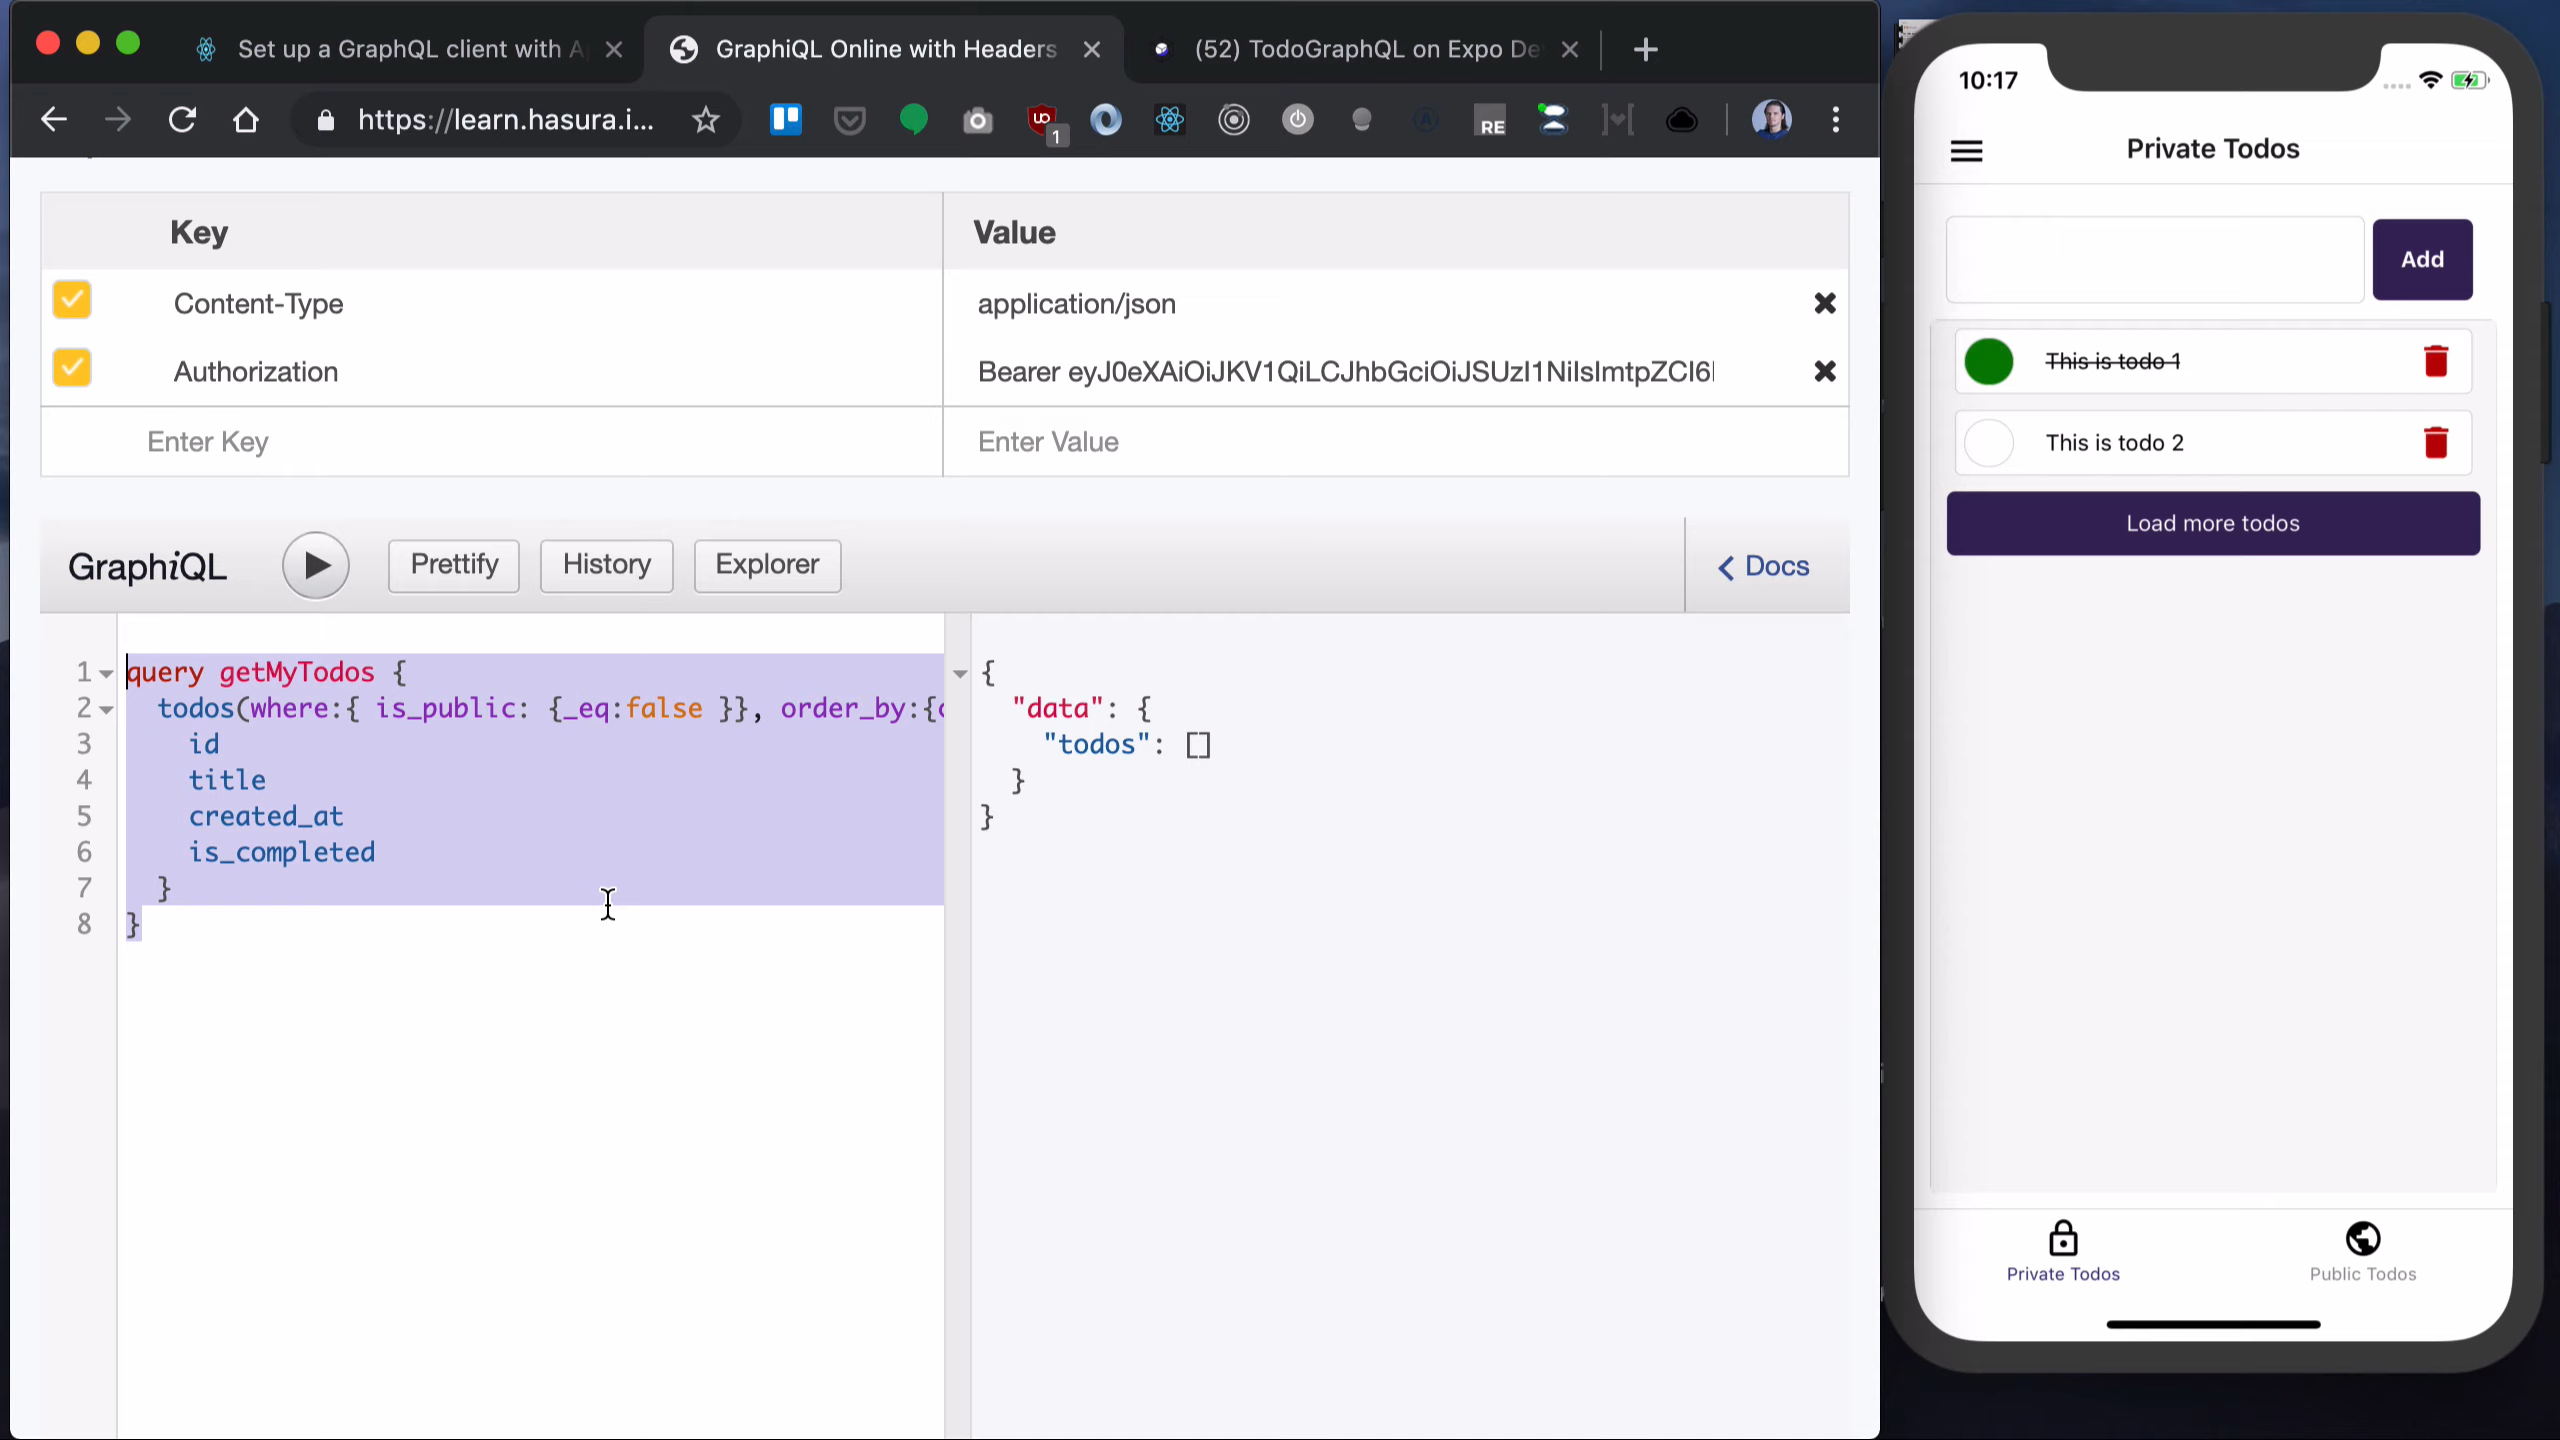 Set up a GraphQL client with A
GraphiQL Online with Headers
(52) TodoGraphQL on Expo De
https://learn.hasura.i...
1
RE
Key
Value
Content-Type
application/json
Authorization
Bearer eyJ0eXAiOiJKV1QiLCJhbGciOiJSUzI1NiIsImtpZCI6I
Enter Key
Enter Value
GraphiQL
Prettify
History
Explorer
Docs
1 query getMyTodos {
2 todos(where:{ is_public: {_eq:false }}, order_by:{c
3 id
4 title
5 created_at
6 is_completed
7 }
8 }
{
"data": {
"todos": []
}
}
10:17
Private Todos
Add
This is todo 1
This is todo 2
Load more todos
Private Todos
Public Todos